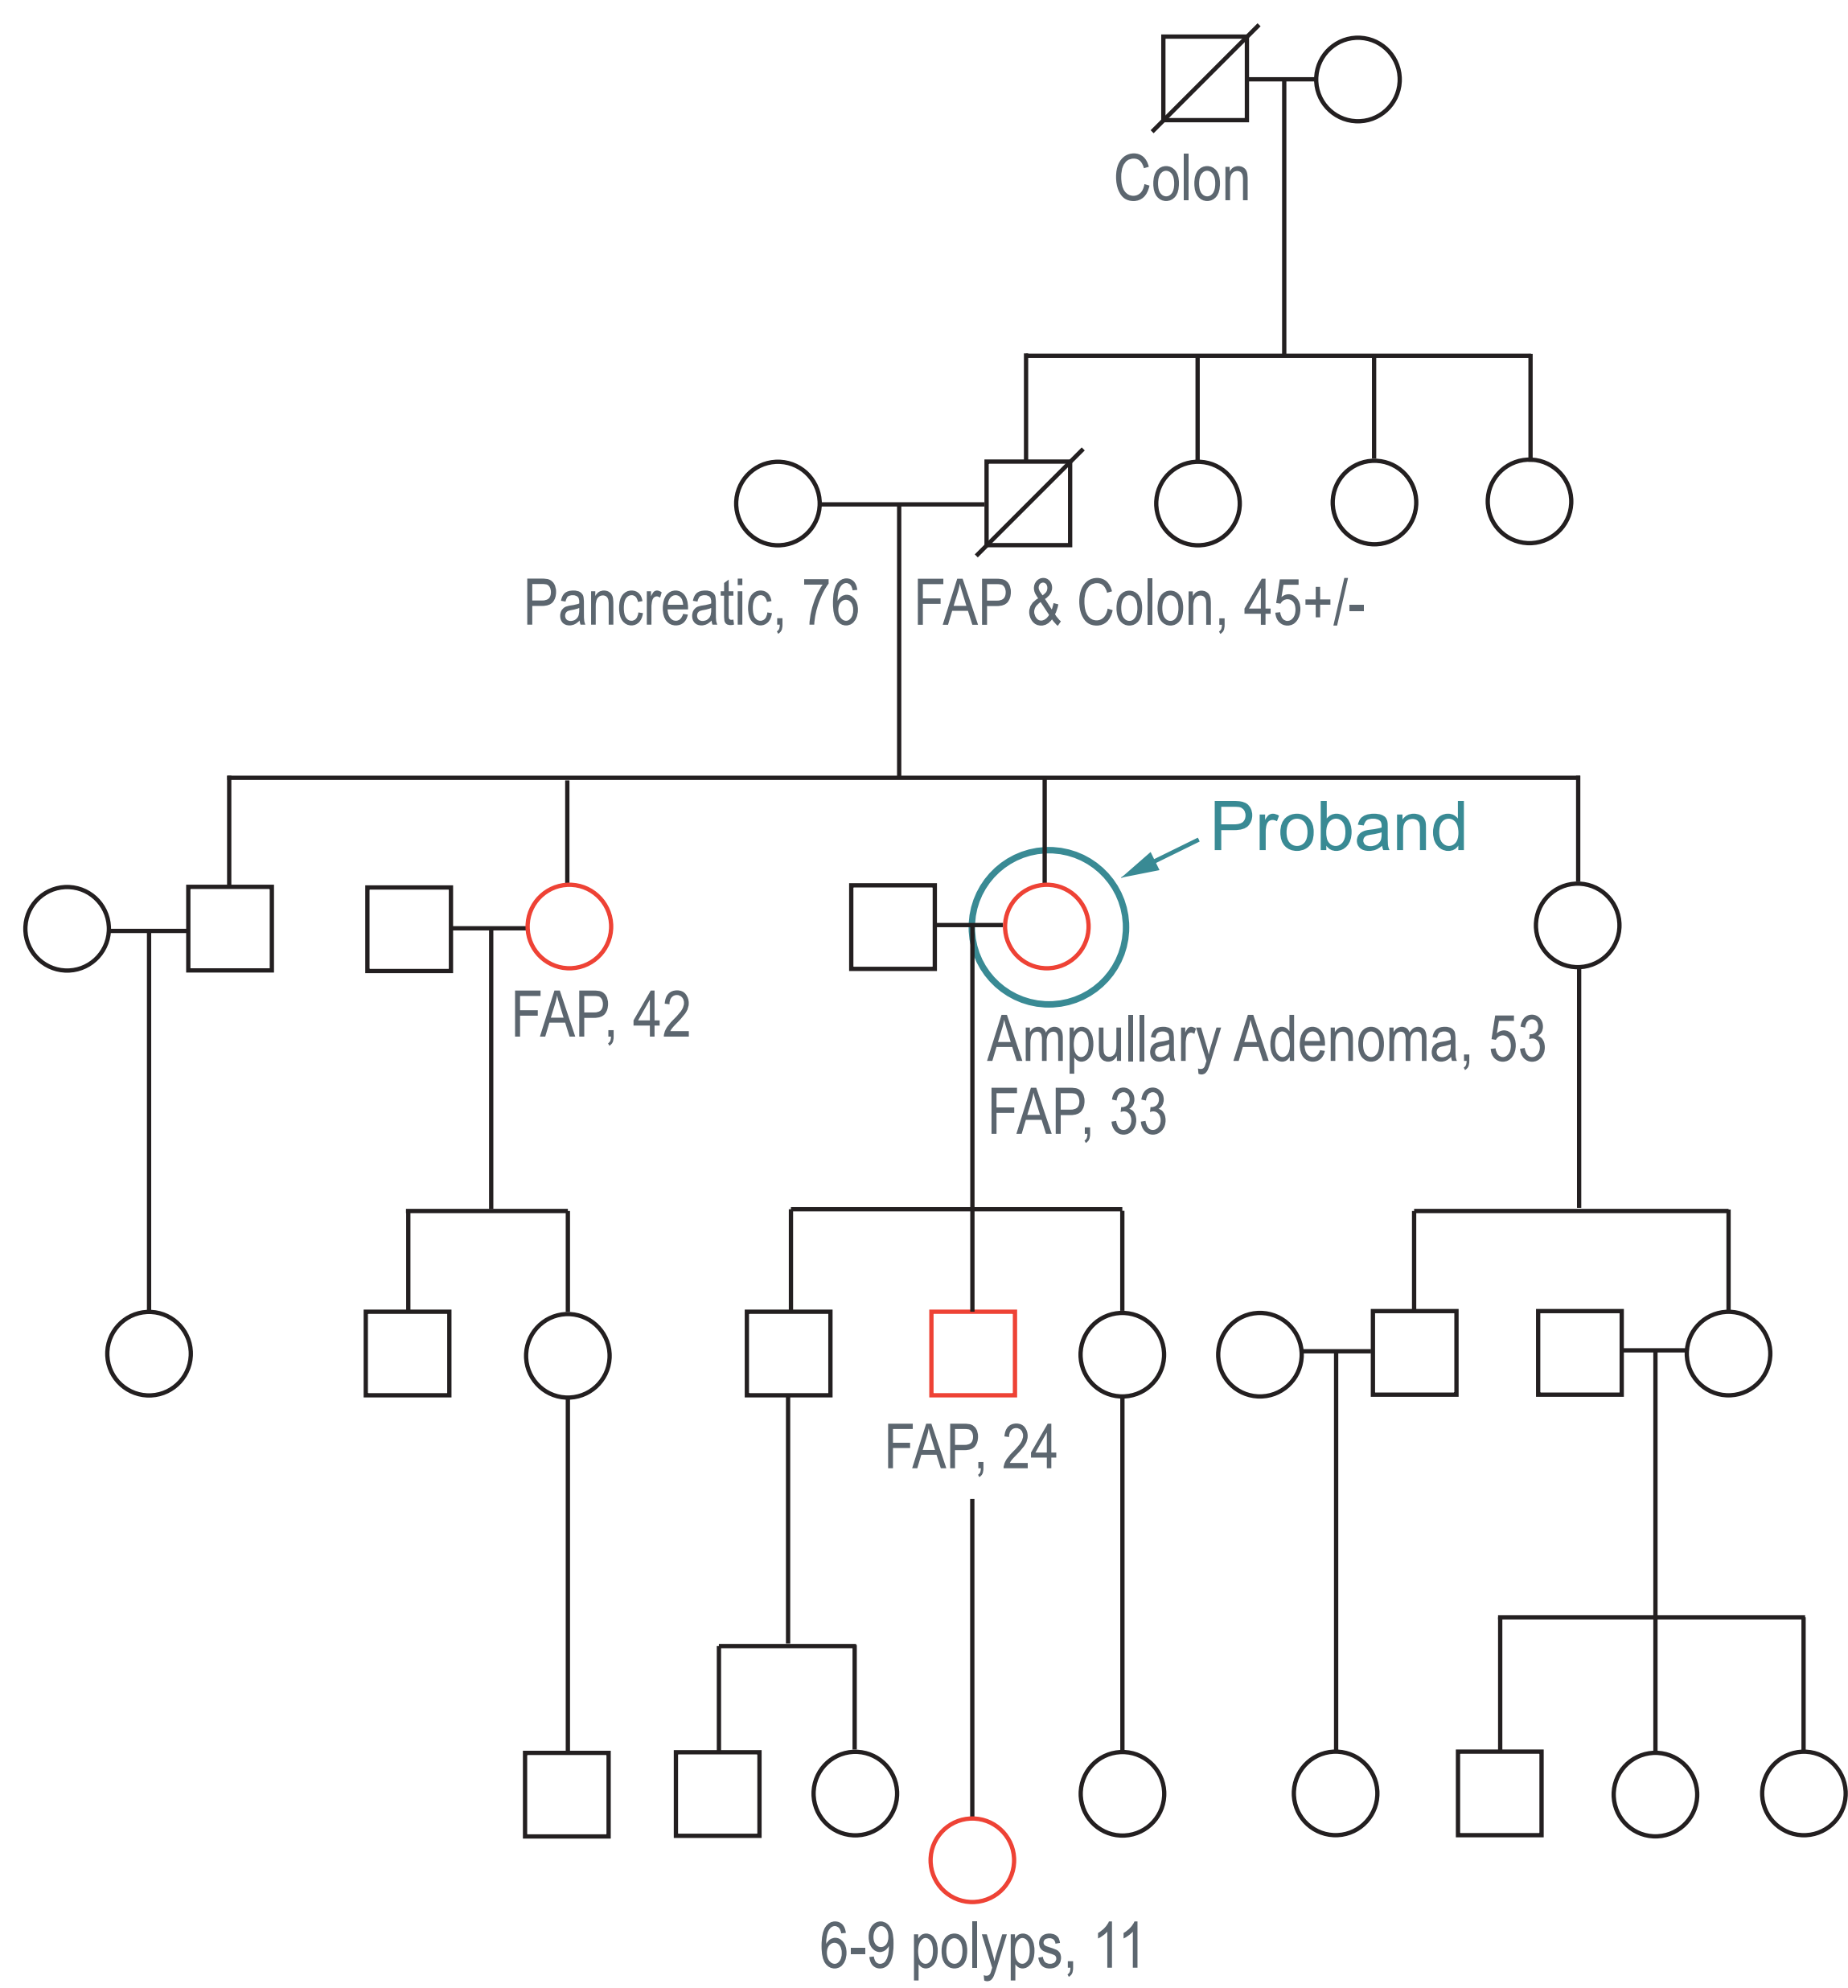 Colon
Pancreatic, 76
FAP & Colon, 45+/-
Proband
FAP, 42
Ampullary Adenoma, 53
FAP, 33
FAP, 24
6-9 polyps, 11